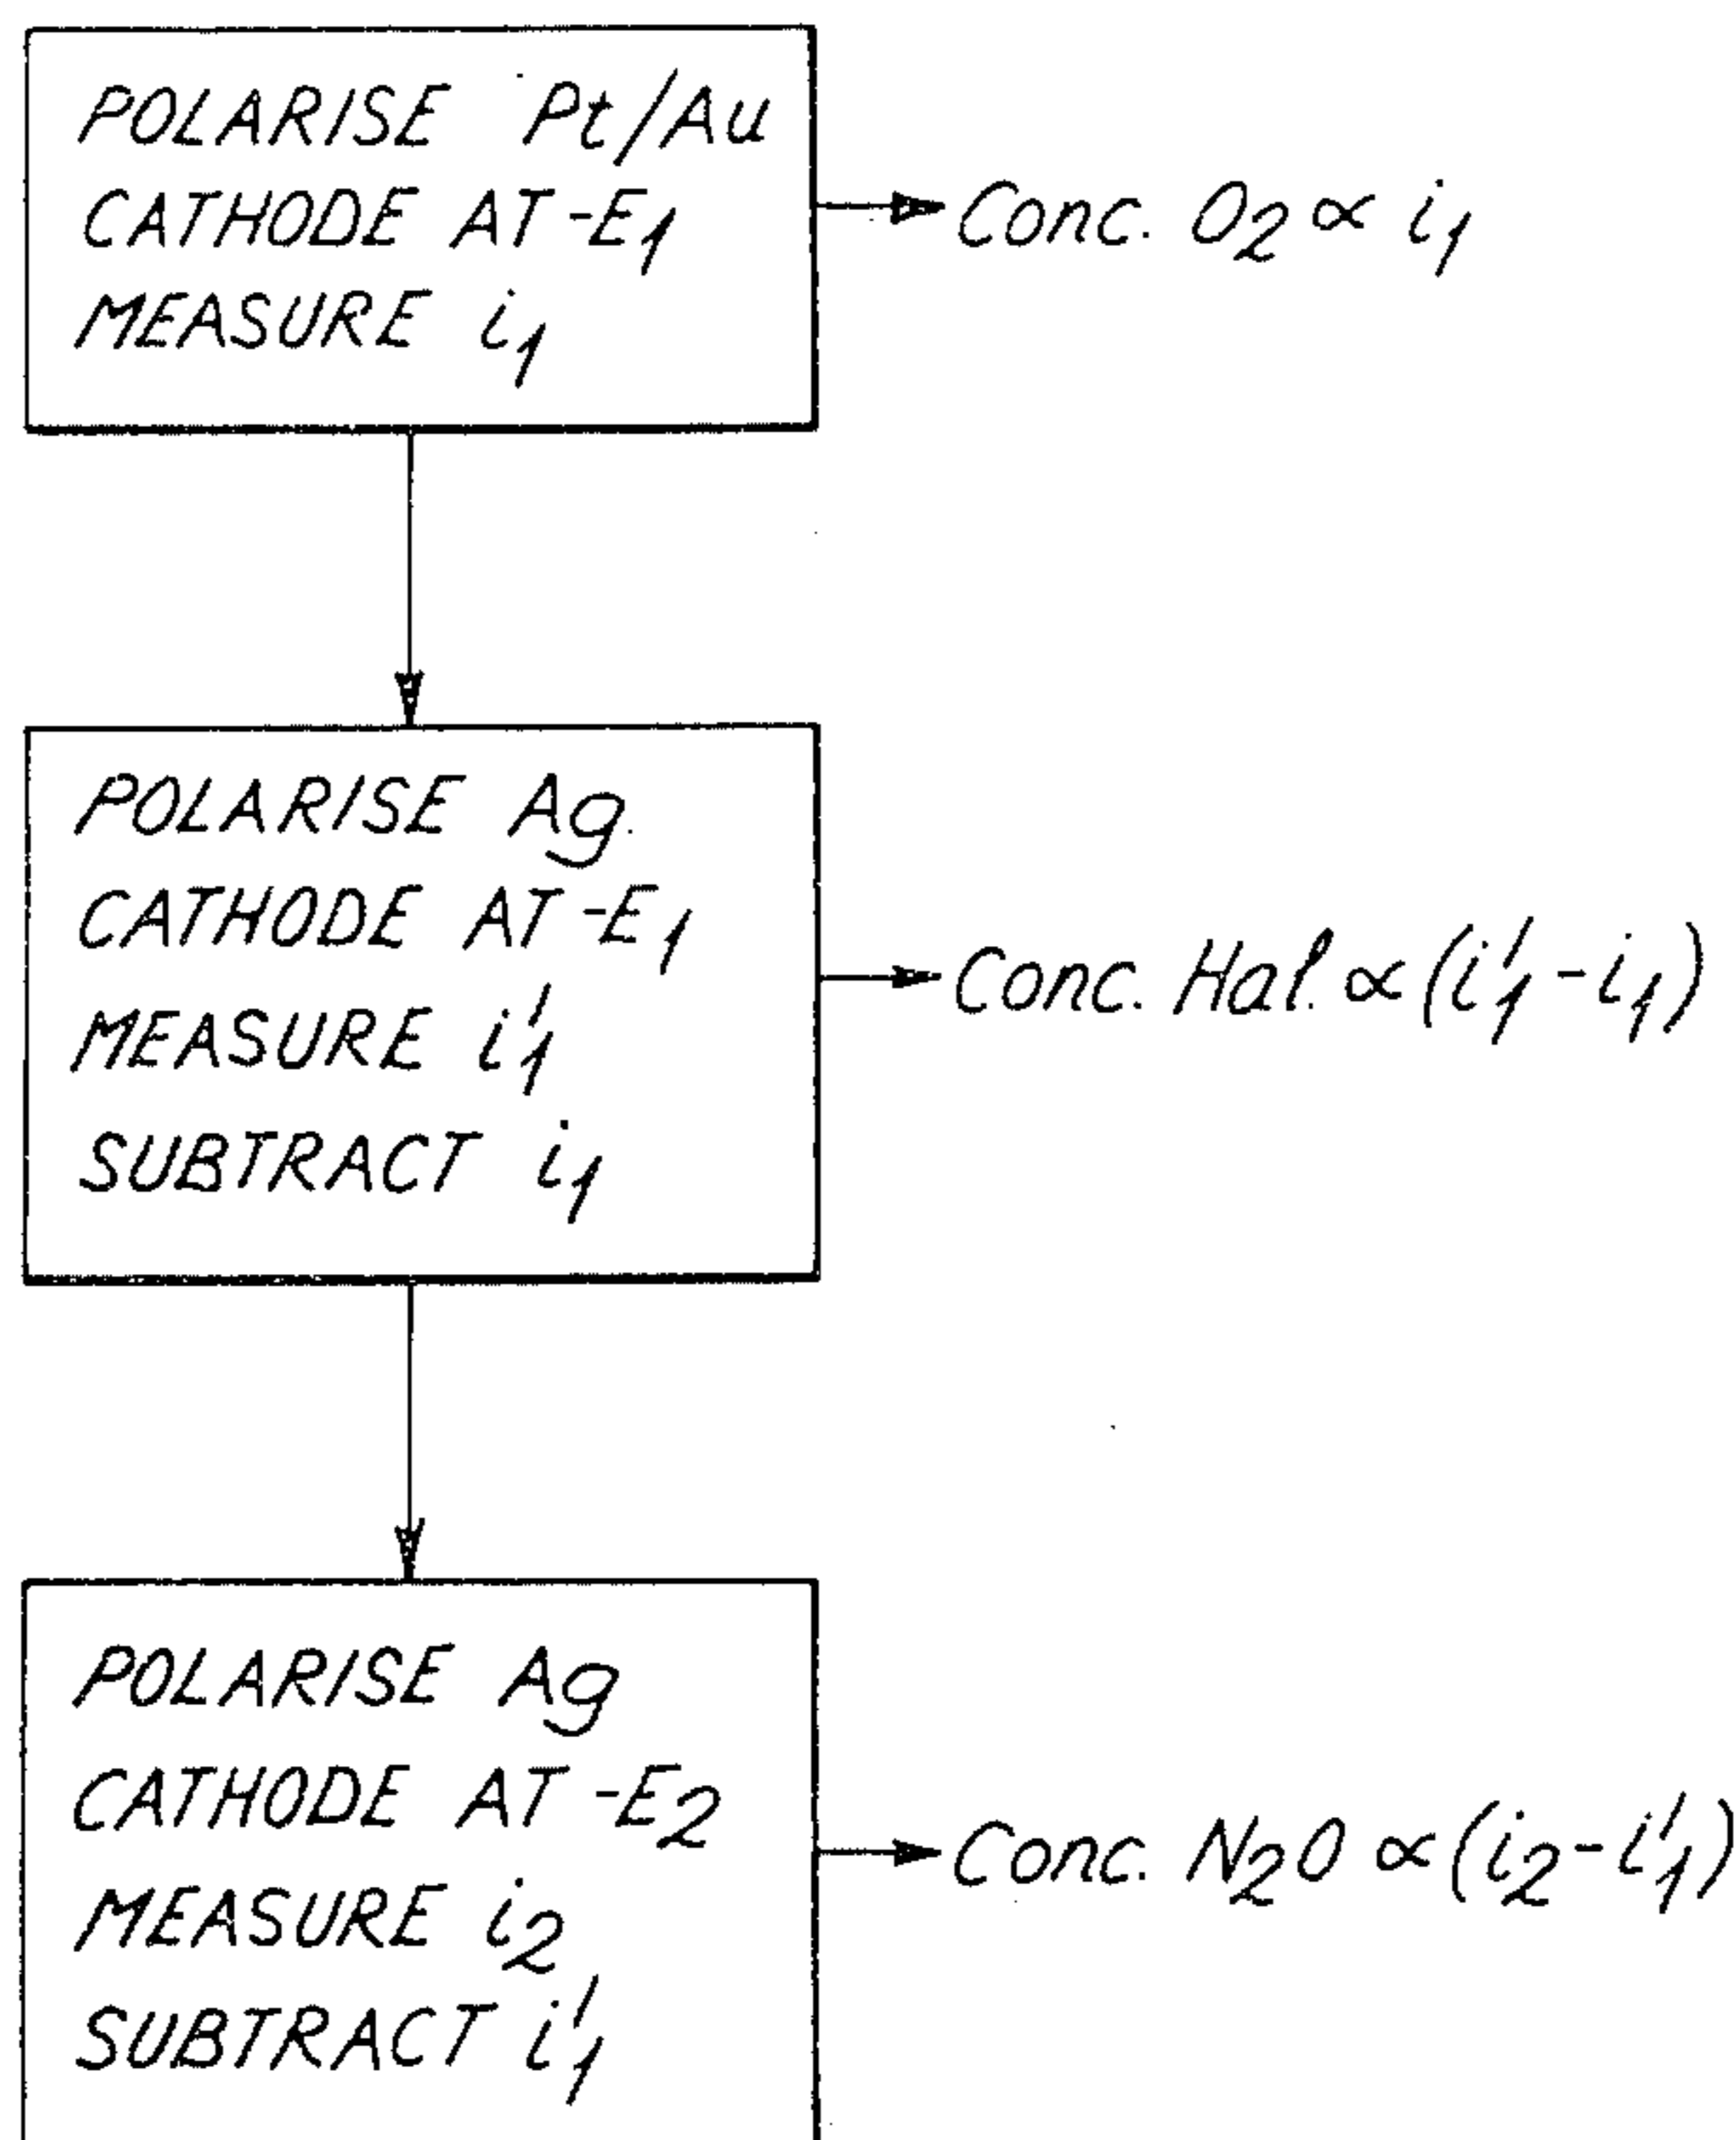 POLARISE Pt/Au
CATHODE AT -E₁
MEASURE i₁
Conc. O₂ ∝ i₁
POLARISE Ag.
CATHODE AT -E₁
MEASURE i'₁
SUBTRACT i₁
Conc. Hal. ∝ (i'₁ - i₁)
POLARISE Ag
CATHODE AT -E₂
MEASURE i₂
SUBTRACT i'₁
Conc. N₂O ∝ (i₂ - i'₁)